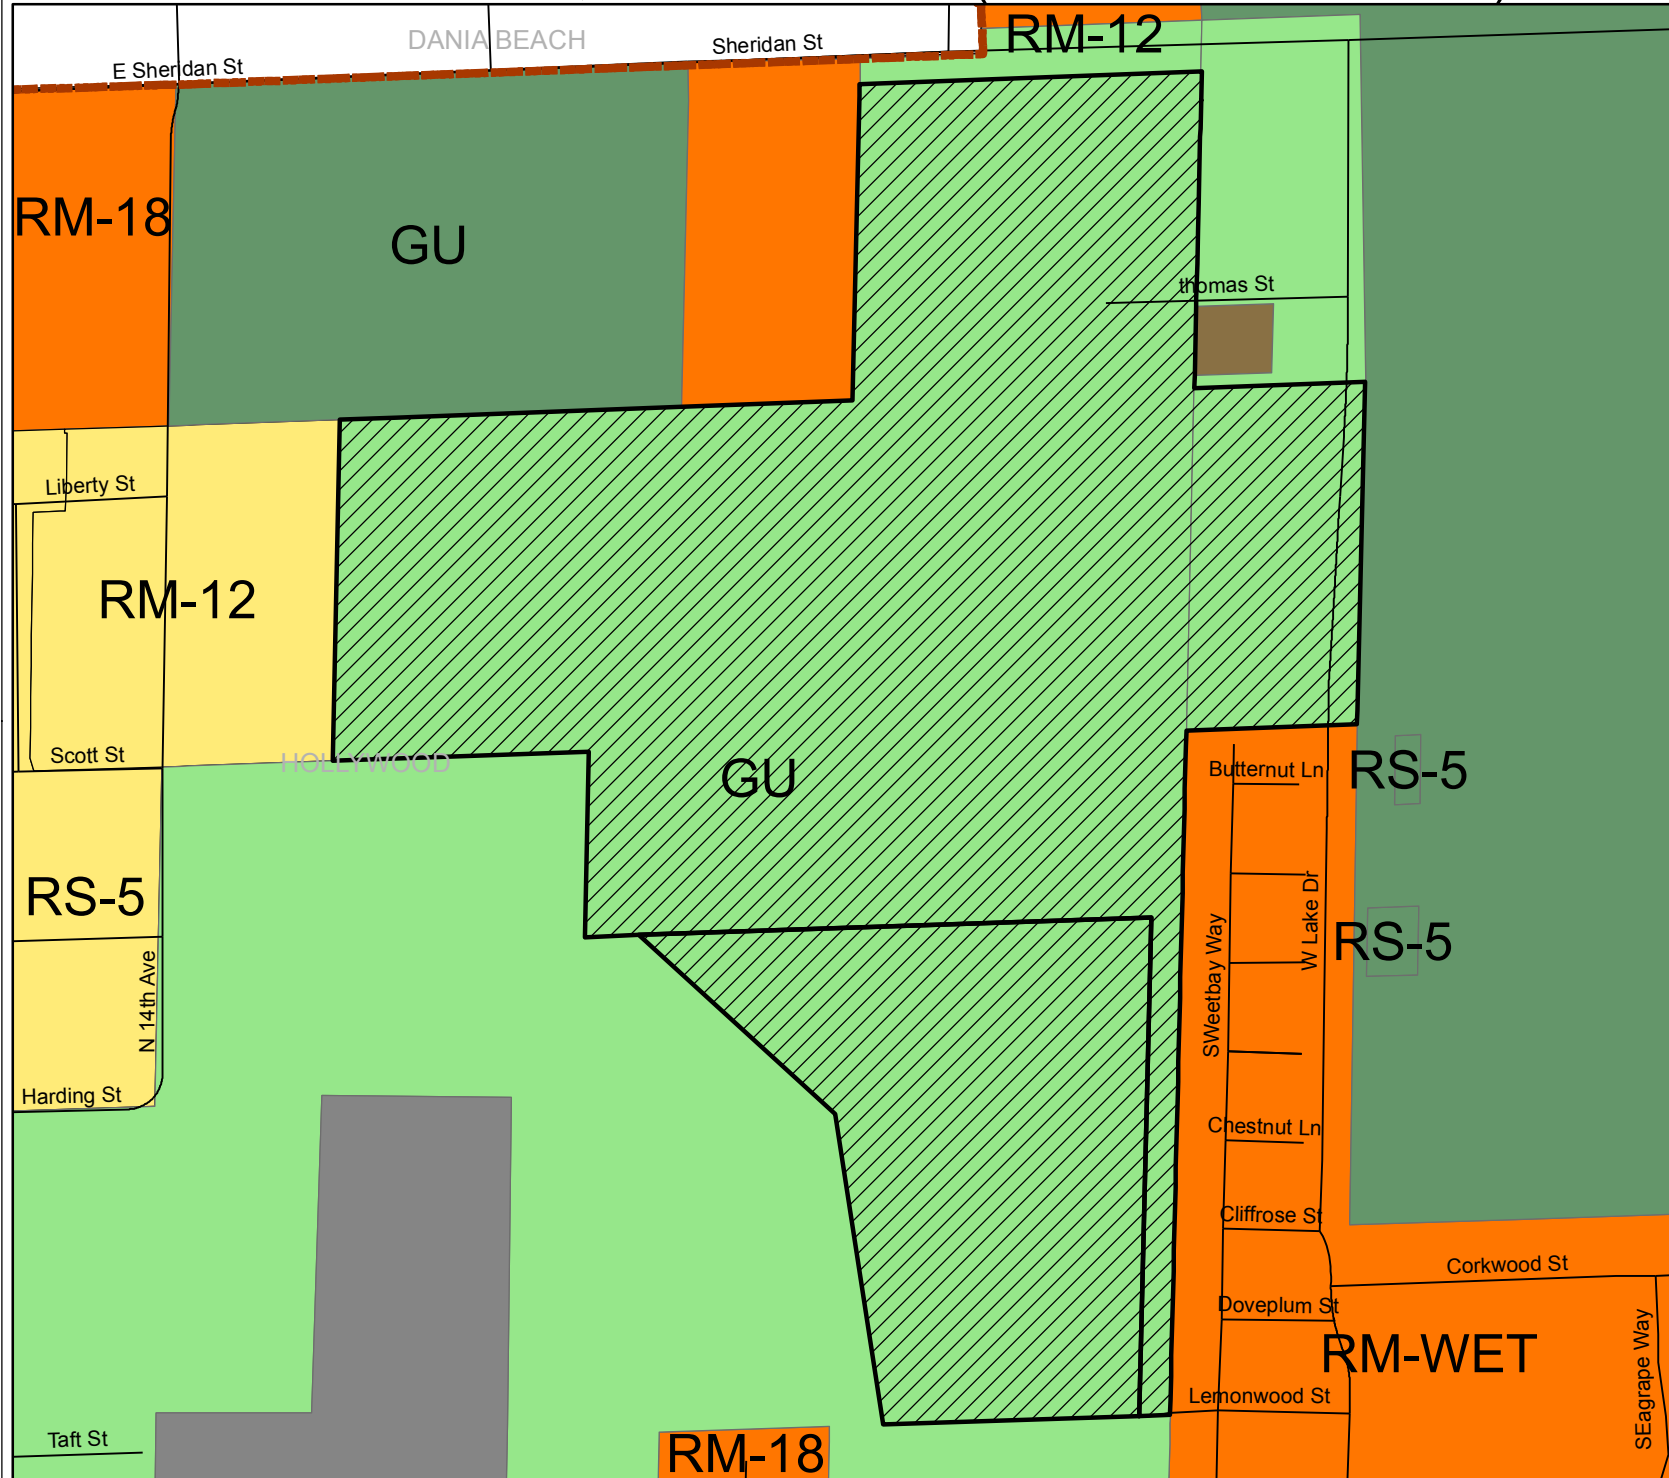 DANIA BEACH
Sheridan St
RM-12
E Sheridan St
RM-18
GU
thomas St
Liberty St
RM-12
Scott St
HOLLYWOOD
GU
Butternut Ln
RS-5
RS-5
W Lake Dr
RS-5
SWeetbay Way
N 14th Ave
Harding St
Chestnut Ln
Cliffrose St
Corkwood St
Doveplum St
RM-WET
SEagrape Way
Lemonwood St
Taft St
RM-18